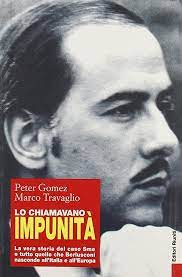 Peter Gomez
Marco Travaglio
LO CHIAMAVANO
IMPUNITÀ
La vera storia del caso Sme
e tutto quello che Berlusconi
nasconde all'Italia e all'Europa
Editori Riuniti